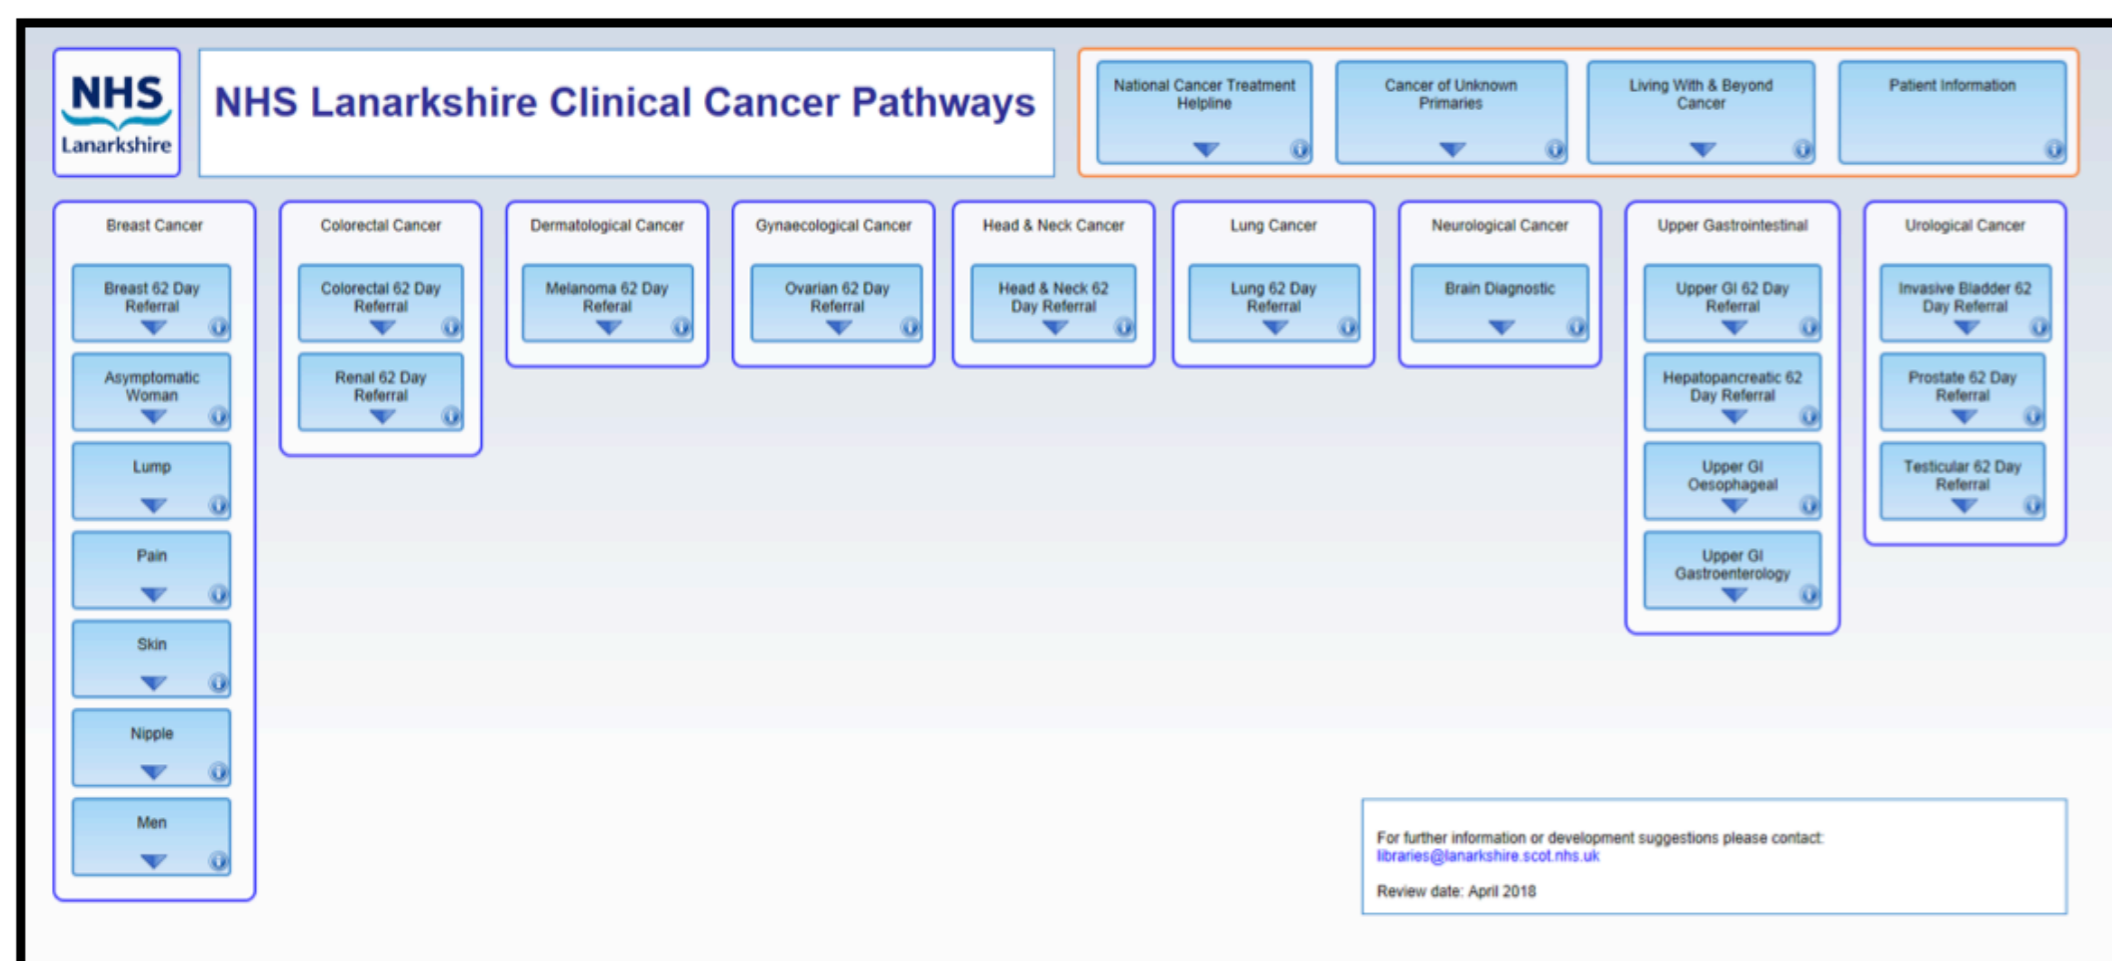 NHS
Lanarkshire
NHS Lanarkshire Clinical Cancer Pathways
National Cancer Treatment
Helpline
Cancer of Unknown
Primaries
Living With & Beyond
Cancer
Patient Information
Breast Cancer
Breast 62 Day
Referral
Asymptomatic
Woman
Lump
Pain
Skin
Nipple
Men
Colorectal Cancer
Colorectal 62 Day
Referral
Renal 62 Day
Referral
Dermatological Cancer
Melanoma 62 Day
Referal
Gynaecological Cancer
Ovarian 62 Day
Referral
Head & Neck Cancer
Head & Neck 62
Day Referral
Lung Cancer
Lung 62 Day
Referral
Neurological Cancer
Brain Diagnostic
Upper Gastrointestinal
Upper GI 62 Day
Referral
Hepatopancreatic 62
Day Referral
Upper GI
Oesophageal
Upper GI
Gastroenterology
Urological Cancer
Invasive Bladder 62
Day Referral
Prostate 62 Day
Referral
Testicular 62 Day
Referral
For further information or development suggestions please contact:
libraries@lanarkshire.scot.nhs.uk
Review date: April 2018